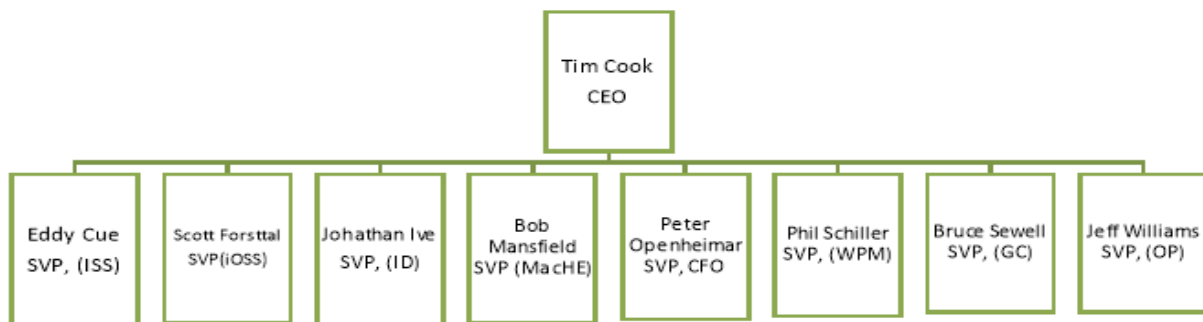 Tim Cook
CEO
Eddy Cue
SVP, (ISS)
Scott Forsttal
SVP(iOSS)
Johathan Ive
SVP, (ID)
Bob
Mansfield
SVP (MacHE)
Peter
Openheimar
SVP, CFO
Phil Schiller
SVP, (WPM)
Bruce Sewell
SVP, (GC)
Jeff Williams
SVP, (OP)